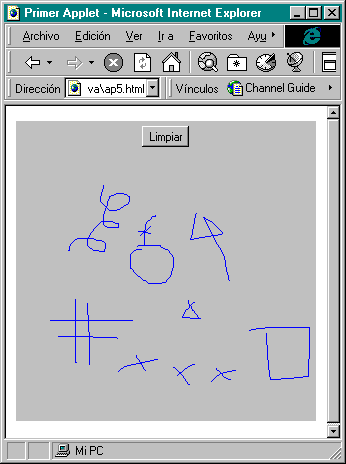 Primer Applet - Microsoft Internet Explorer
Archivo Edición Ver Ir a Favoritos Ayu
Dirección va\ap5.html Vínculos Channel Guide
Limpiar
Mi PC